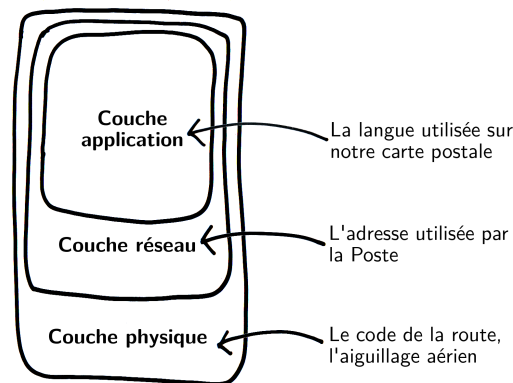 Couche
application
La langue utilisée sur
notre carte postale
Couche réseau
L'adresse utilisée par
la Poste
Couche physique
Le code de la route,
l'aiguillage aérien